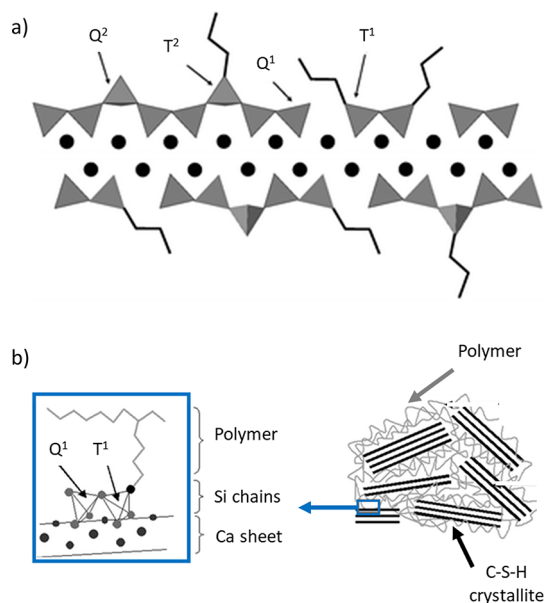 a)
Q²
T²
Q¹
T¹
b)
Polymer
Q¹
T¹
Polymer
Si chains
Ca sheet
C-S-H
crystallite